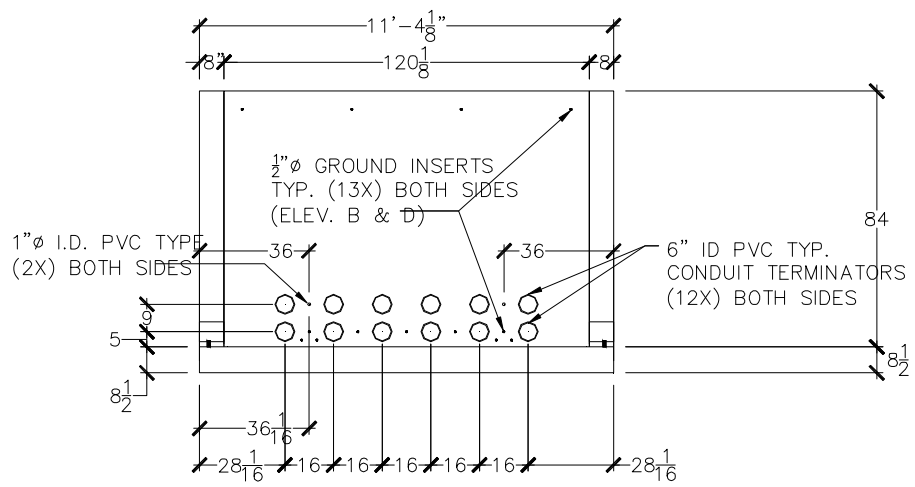 11'-4 1/8"
8" 120 1/8 8
1/2"ø GROUND INSERTS
TYP. (13X) BOTH SIDES
(ELEV. B & D)
84
1"ø I.D. PVC TYPE
(2X) BOTH SIDES
36 36
6" ID PVC TYP.
CONDUIT TERMINATORS
(12X) BOTH SIDES
9
5
8 1/2
8 1/2
36 1/16
28 1/16 16 16 16 16 16 28 1/16